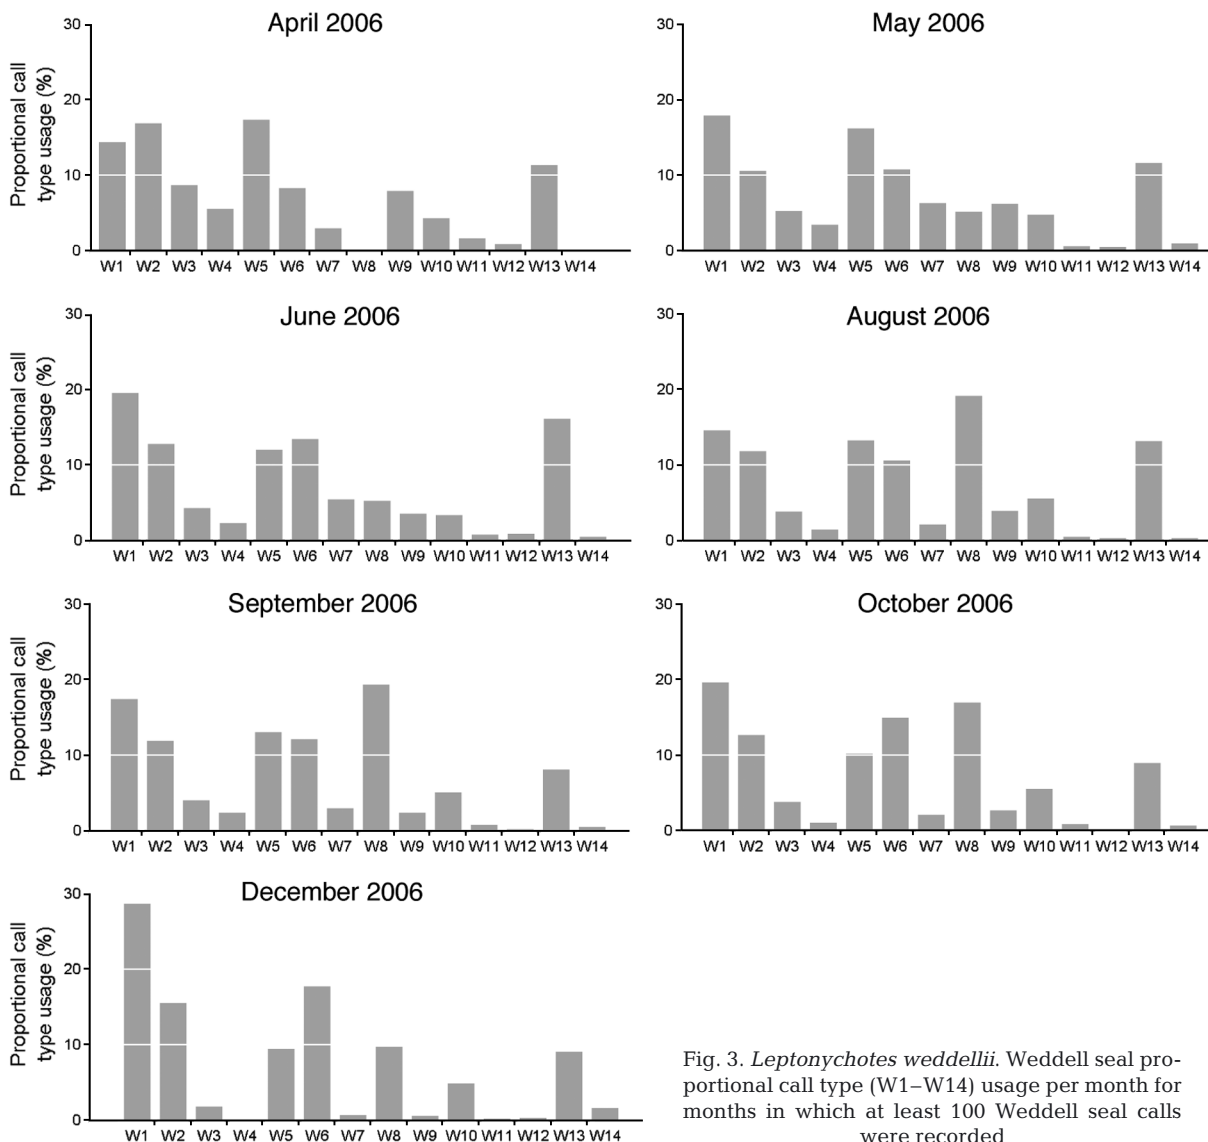 April 2006
Proportional call
type usage (%)
30
20
10
0
W1 W2 W3 W4 W5 W6 W7 W8 W9 W10 W11 W12 W13 W14
May 2006
30
20
10
0
W1 W2 W3 W4 W5 W6 W7 W8 W9 W10 W11 W12 W13 W14
June 2006
Proportional call
type usage (%)
30
20
10
0
W1 W2 W3 W4 W5 W6 W7 W8 W9 W10 W11 W12 W13 W14
August 2006
30
20
10
0
W1 W2 W3 W4 W5 W6 W7 W8 W9 W10 W11 W12 W13 W14
September 2006
Proportional call
type usage (%)
30
20
10
0
W1 W2 W3 W4 W5 W6 W7 W8 W9 W10 W11 W12 W13 W14
October 2006
30
20
10
0
W1 W2 W3 W4 W5 W6 W7 W8 W9 W10 W11 W12 W13 W14
December 2006
Proportional call
type usage (%)
30
20
10
0
W1 W2 W3 W4 W5 W6 W7 W8 W9 W10 W11 W12 W13 W14
Fig. 3. Leptonychotes weddellii. Weddell seal pro-
portional call type (W1–W14) usage per month for
months in which at least 100 Weddell seal calls
were recorded